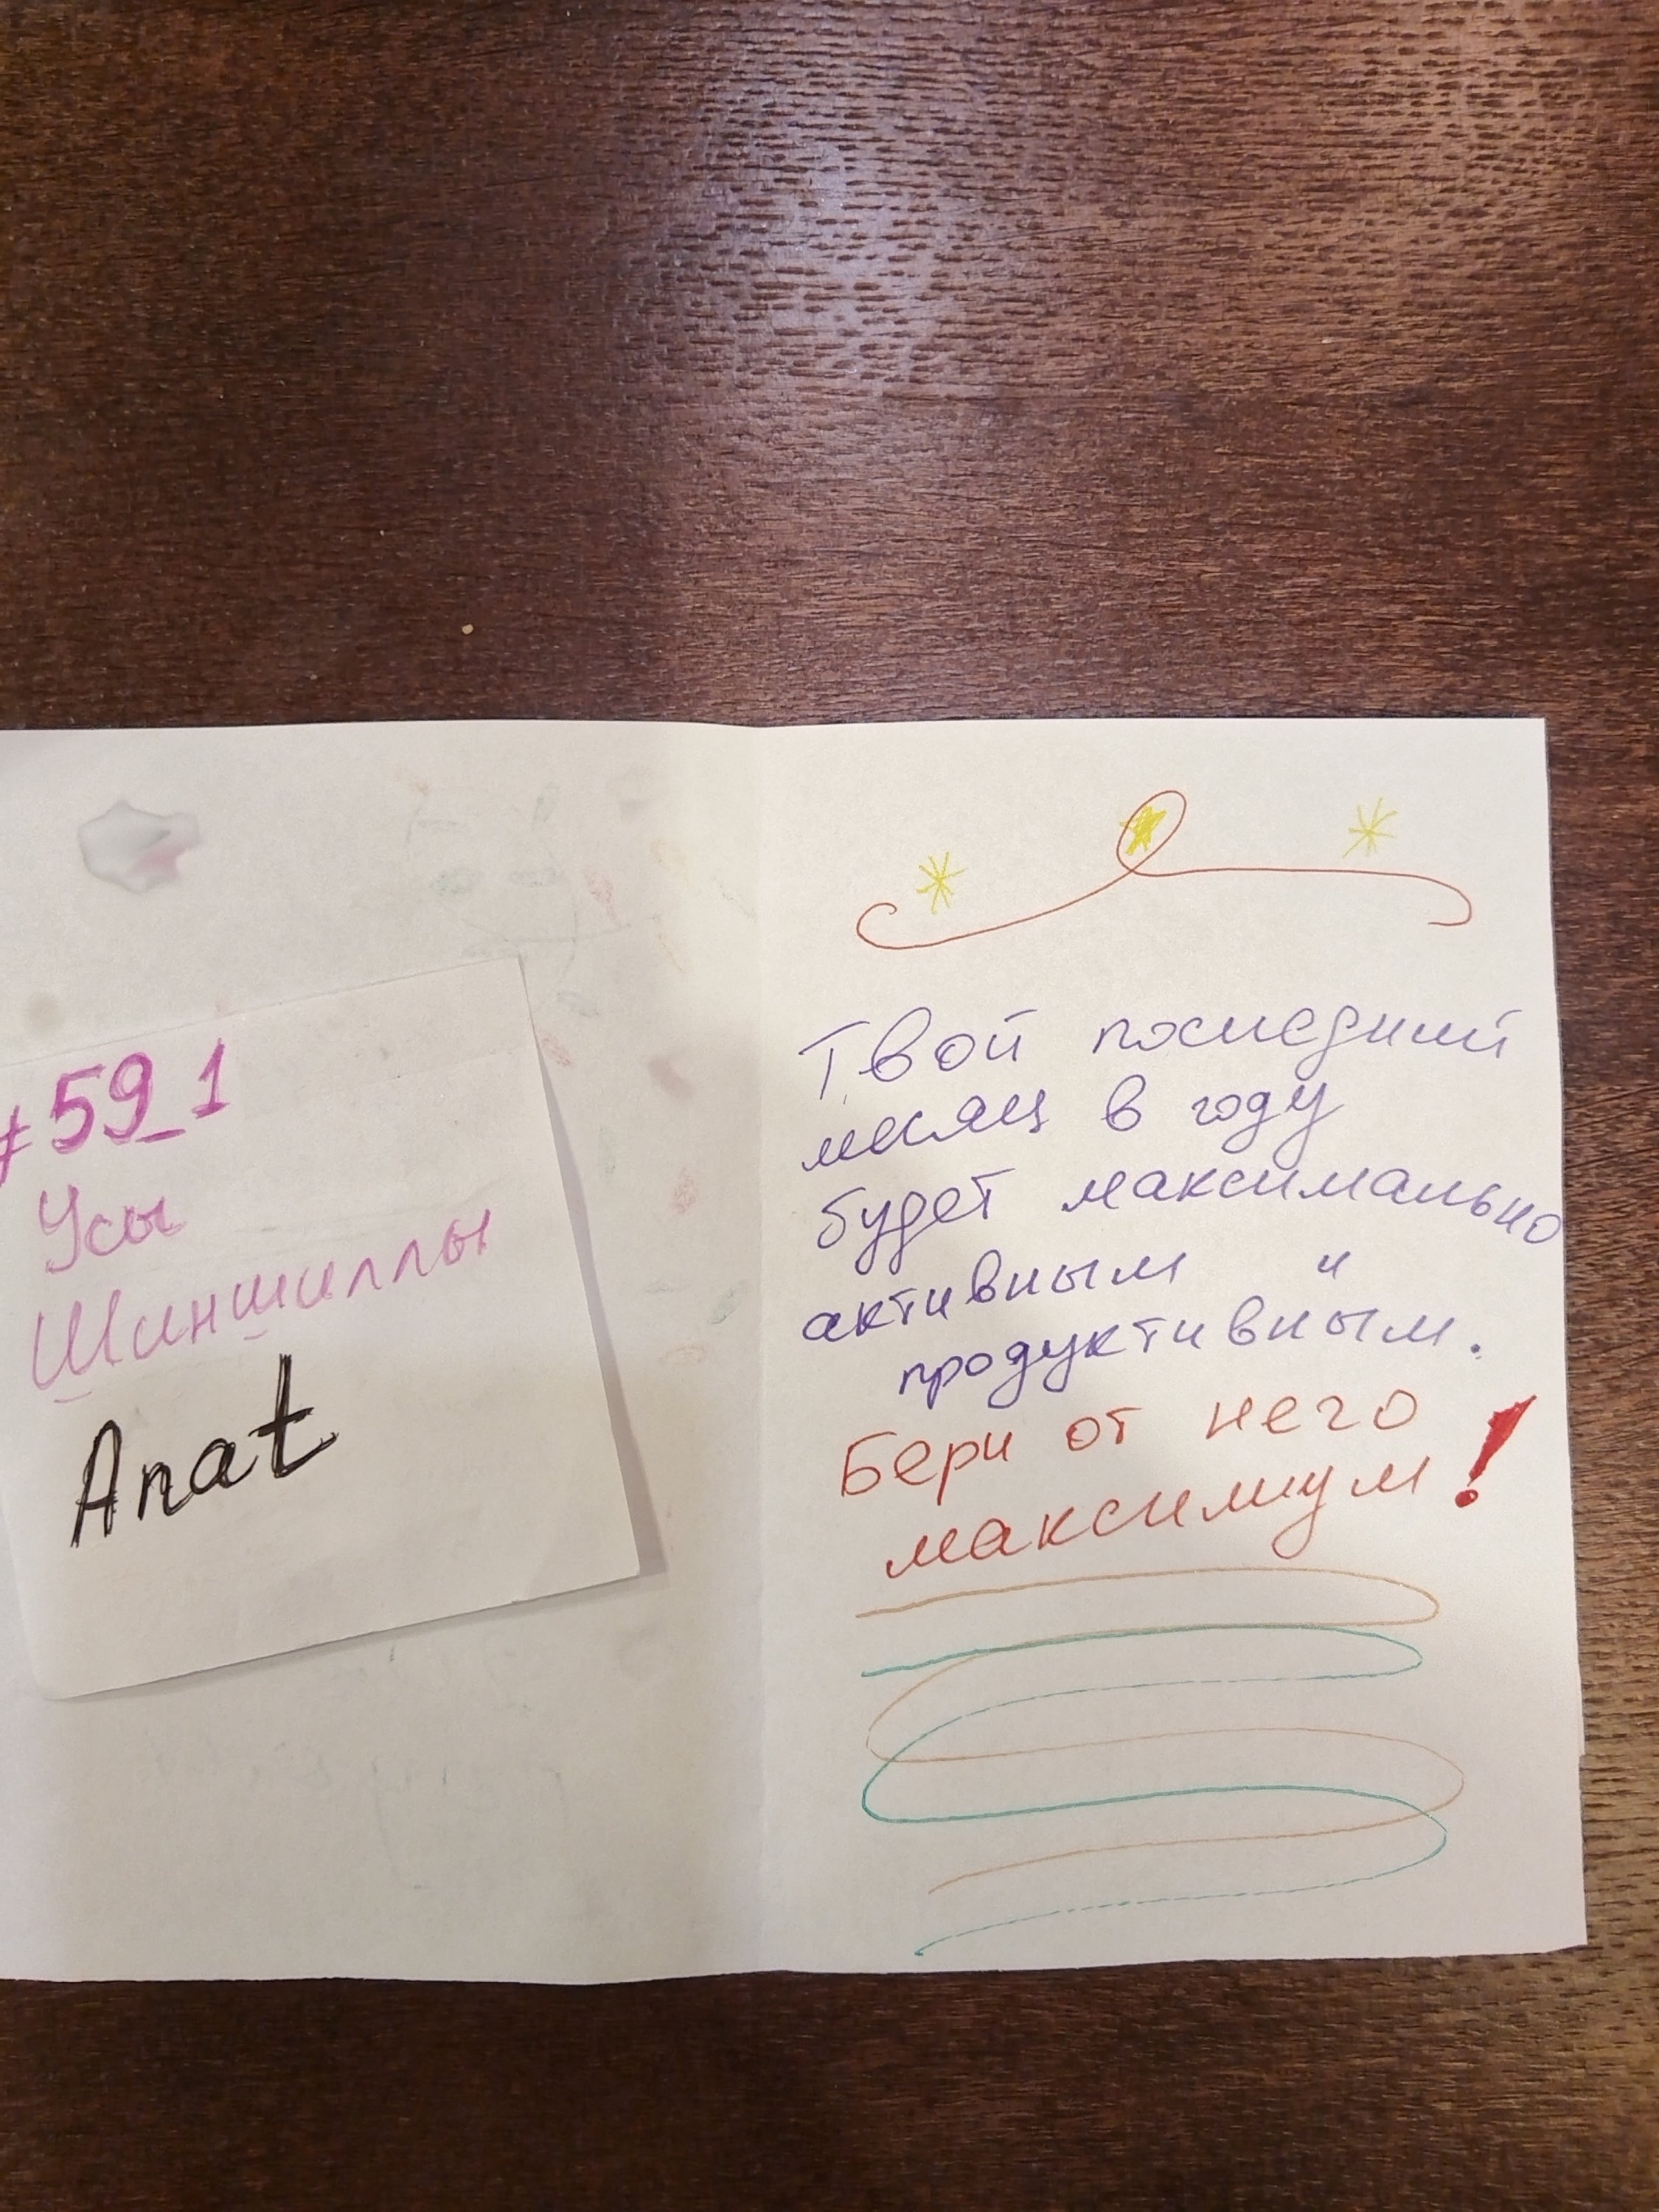 #59_1
Усы
Шиншиллы
Anat
Твой последний
месяц в году
будет максимально
активным и
продуктивным.
Бери от него
максимум!